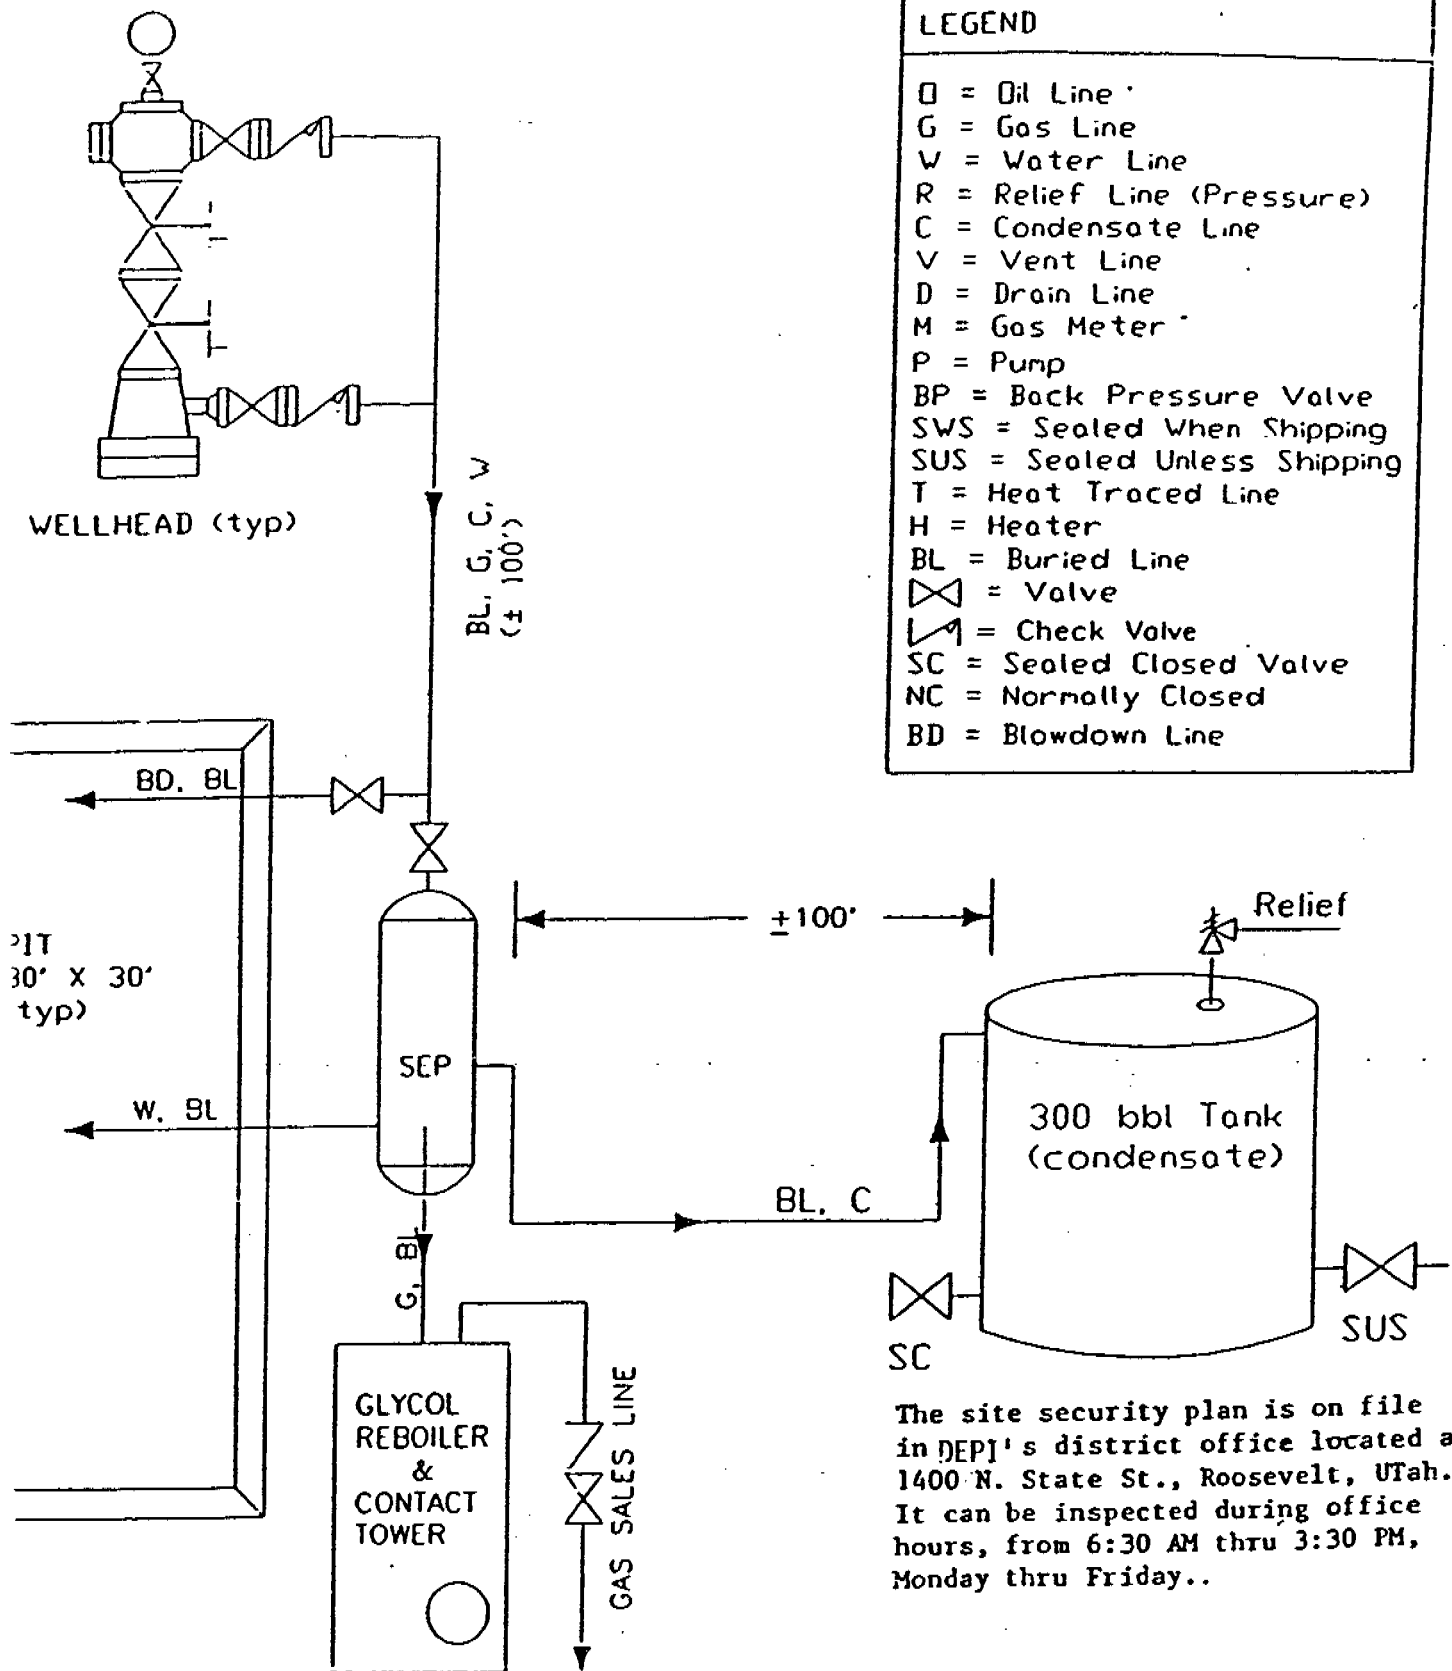 LEGEND
O = Oil Line
G = Gas Line
W = Water Line
R = Relief Line (Pressure)
C = Condensate Line
V = Vent Line
D = Drain Line
M = Gas Meter
P = Pump
BP = Back Pressure Valve
SWS = Sealed When Shipping
SUS = Sealed Unless Shipping
T = Heat Traced Line
H = Heater
BL = Buried Line
= Valve
= Check Valve
SC = Sealed Closed Valve
NC = Normally Closed
BD = Blowdown Line
WELLHEAD (typ)
BL, G, C, W
(± 100')
BD, BL
±100'
Relief
PIT
30' X 30'
typ)
SEP
W, BL
300 bbl Tank
(condensate)
BL, C
G, BL
SC
SUS
GLYCOL
REBOILER
&
CONTACT
TOWER
GAS SALES LINE
The site security plan is on file
in DEPI's district office located a
1400 N. State St., Roosevelt, UTah.
It can be inspected during office
hours, from 6:30 AM thru 3:30 PM,
Monday thru Friday..